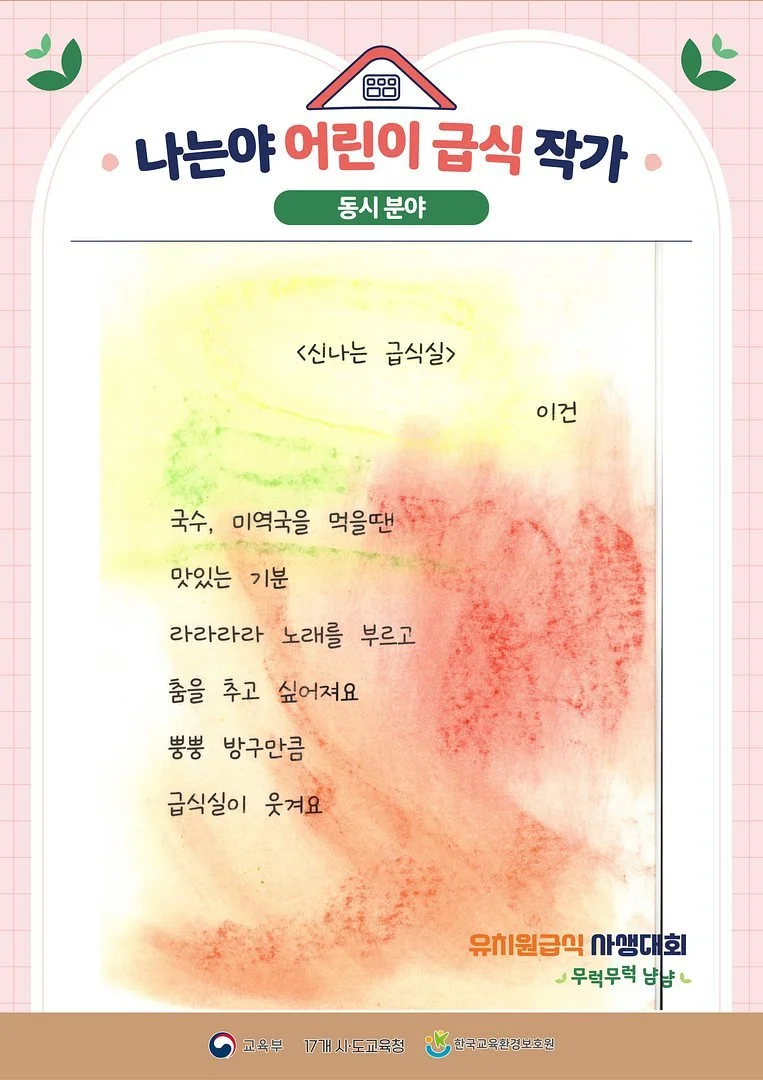 나는야 어린이 급식 작가
동시 분야
<신나는 급식실>
이건
국수, 미역국을 먹을땐
맛있는 기분
라라라라 노래를 부르고
춤을 추고 싶어져요
뿡뿡 방구만큼
급식실이 웃겨요
유치원급식 사생대회
무럭무럭 냠냠
교육부 17개 시·도교육청 한국교육환경보호원